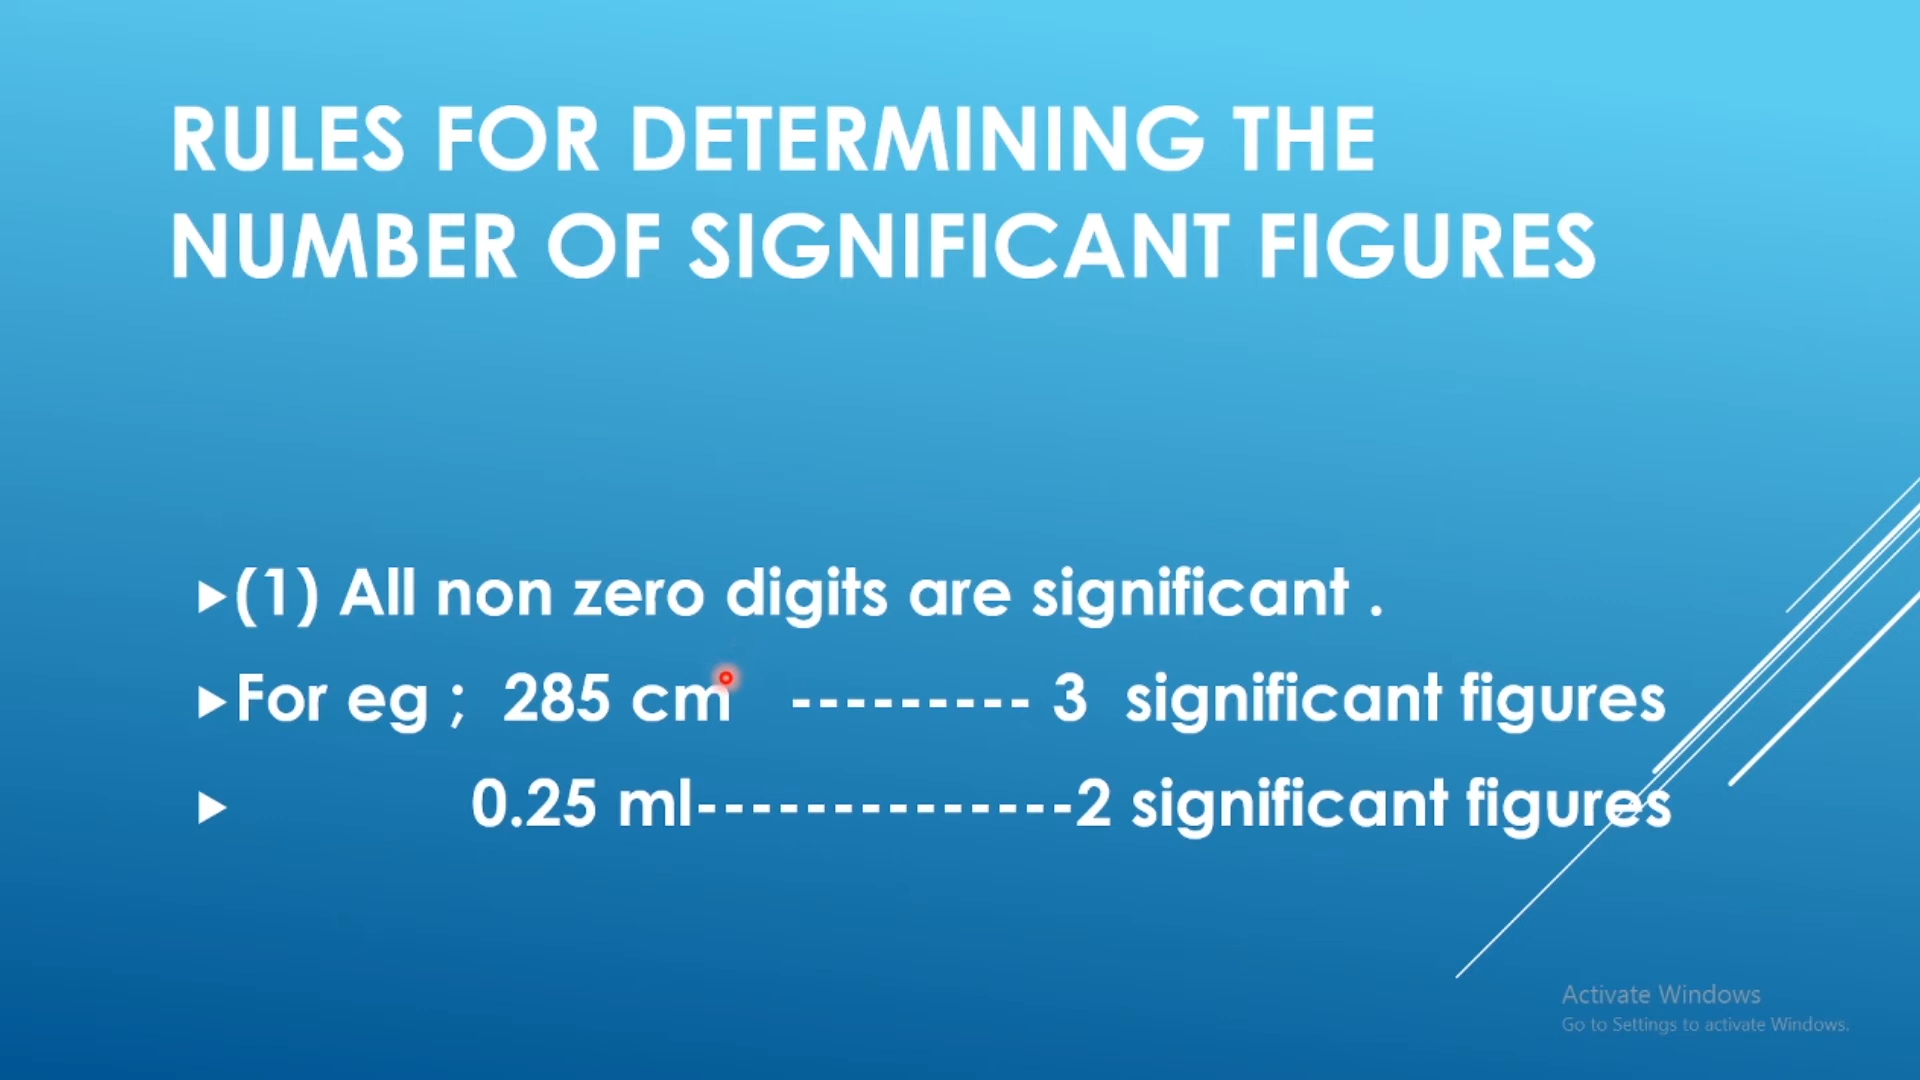 RULES FOR DETERMINING THE
NUMBER OF SIGNIFICANT FIGURES
(1) All non zero digits are significant .
For eg ; 285 cm --------- 3 significant figures
0.25 ml--------------2 significant figures
Activate Windows
Go to Settings to activate Windows.